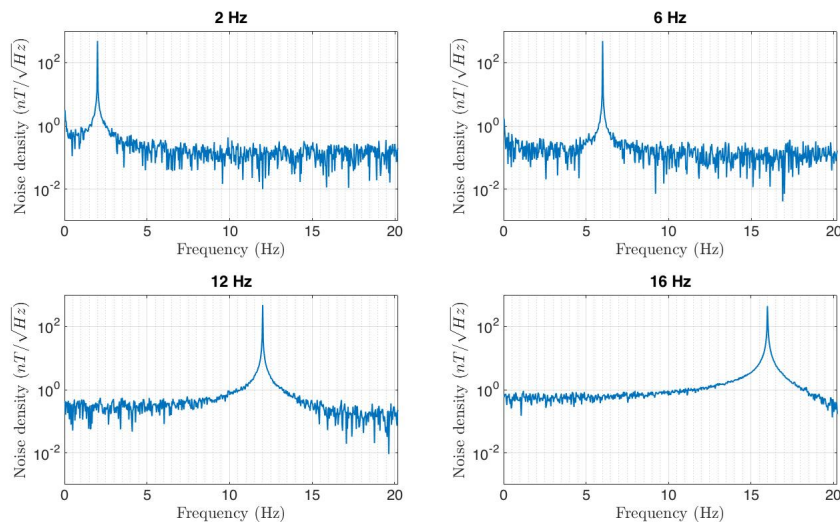 2 Hz
Noise density (nT/√Hz)
10^2
10^0
10^-2
0 5 10 15 20
Frequency (Hz)
6 Hz
Noise density (nT/√Hz)
10^2
10^0
10^-2
0 5 10 15 20
Frequency (Hz)
12 Hz
Noise density (nT/√Hz)
10^2
10^0
10^-2
0 5 10 15 20
Frequency (Hz)
16 Hz
Noise density (nT/√Hz)
10^2
10^0
10^-2
0 5 10 15 20
Frequency (Hz)